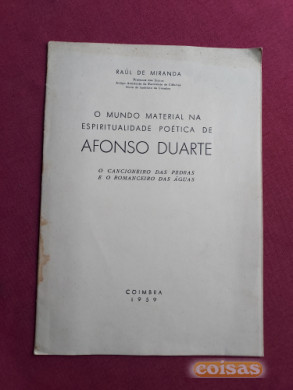 RAÚL DE MIRANDA
O MUNDO MATERIAL NA
ESPIRITUALIDADE POÉTICA DE
AFONSO DUARTE
O CANCIONEIRO DAS PEDRAS
E O ROMANCEIRO DAS ÁGUAS
COIMBRA
1959
coisas